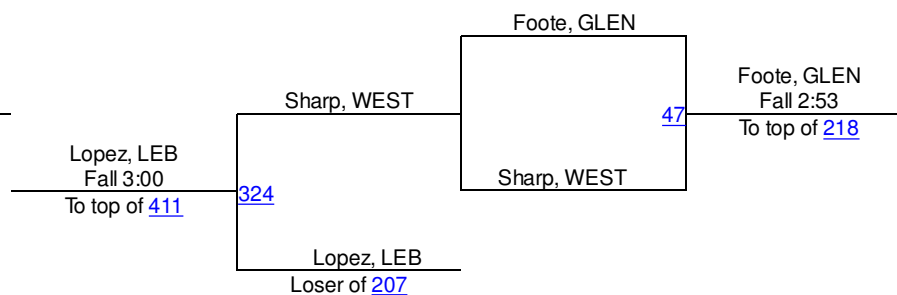 Foote, GLEN
Foote, GLEN
Fall 2:53
Sharp, WEST
47
To top of 218
Lopez, LEB
Fall 3:00
Sharp, WEST
324
To top of 411
Lopez, LEB
Loser of 207